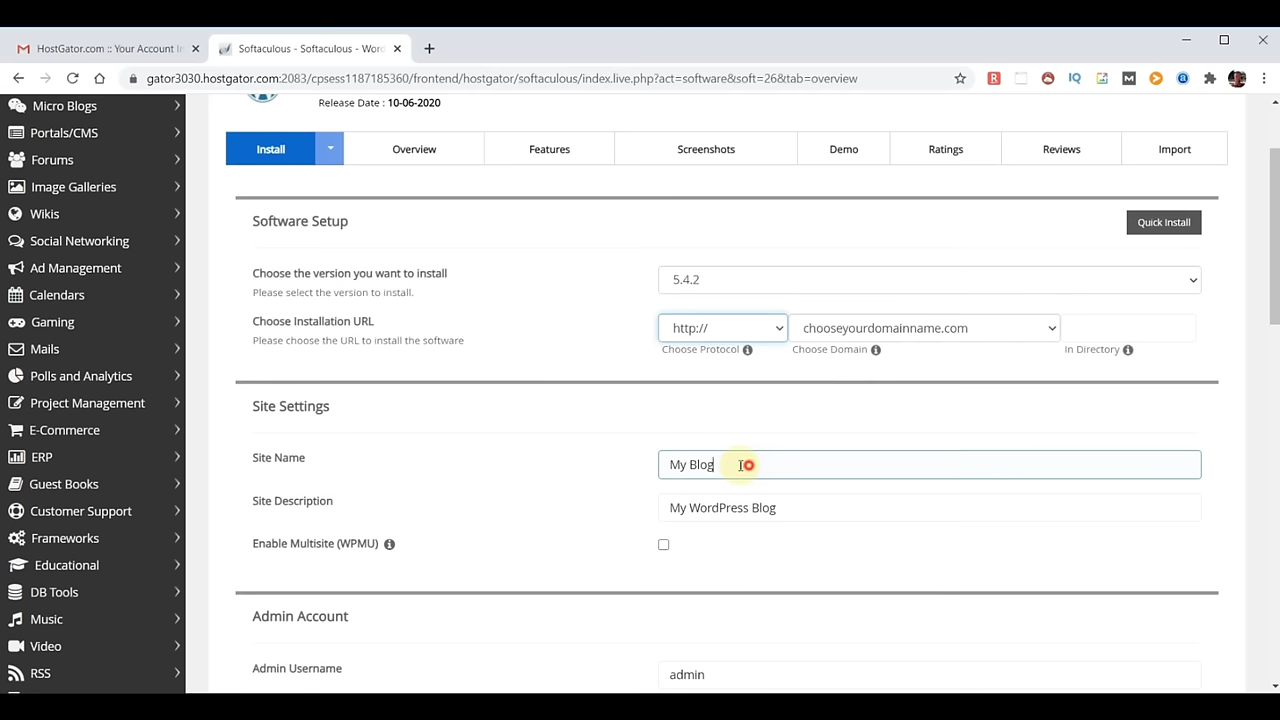 HostGator.com :: Your Account I
Softaculous - Softaculous - Word
gator3030.hostgator.com:2083/cpsess1187185360/frontend/hostgator/softaculous/index.live.php?act=software&soft=26&tab=overview
Micro Blogs
Portals/CMS
Forums
Image Galleries
Wikis
Social Networking
Ad Management
Calendars
Gaming
Mails
Polls and Analytics
Project Management
E-Commerce
ERP
Guest Books
Customer Support
Frameworks
Educational
DB Tools
Music
Video
RSS
Release Date : 10-06-2020
Install
Overview
Features
Screenshots
Demo
Ratings
Reviews
Import
Software Setup
Quick Install
Choose the version you want to install
Please select the version to install.
5.4.2
Choose Installation URL
Please choose the URL to install the software
http://
chooseyourdomainname.com
Choose Protocol
Choose Domain
In Directory
Site Settings
Site Name
My Blog
Site Description
My WordPress Blog
Enable Multisite (WPMU)
Admin Account
Admin Username
admin